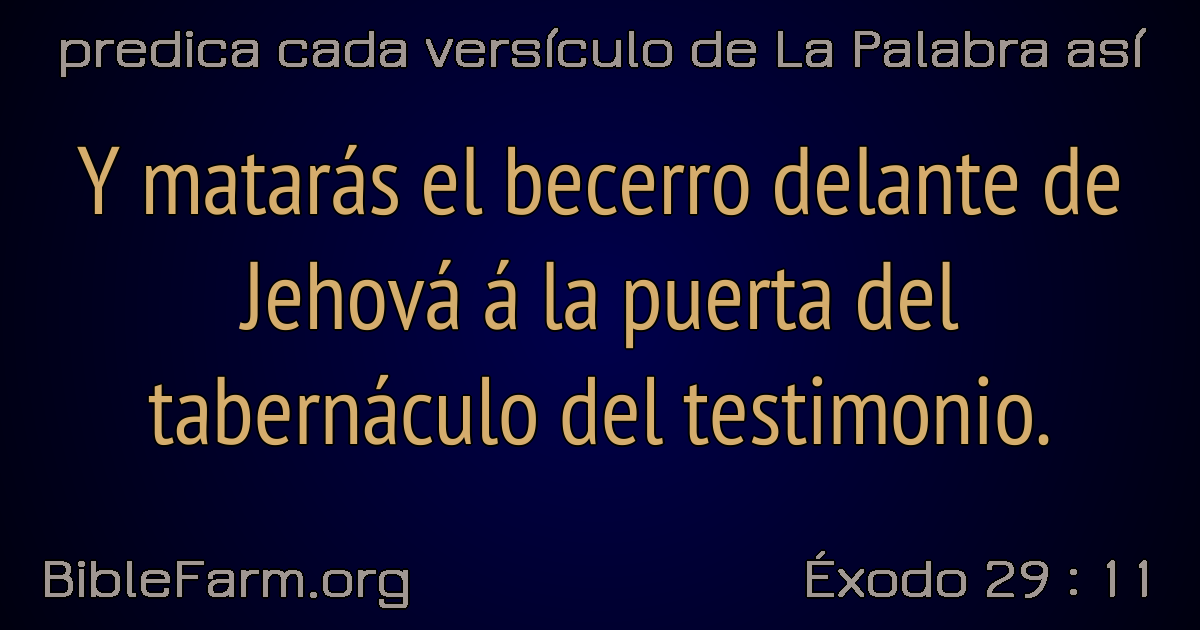 predica cada versículo de La Palabra así
Y matarás el becerro delante de
Jehová á la puerta del
tabernáculo del testimonio.
BibleFarm.org
Éxodo 29 : 11